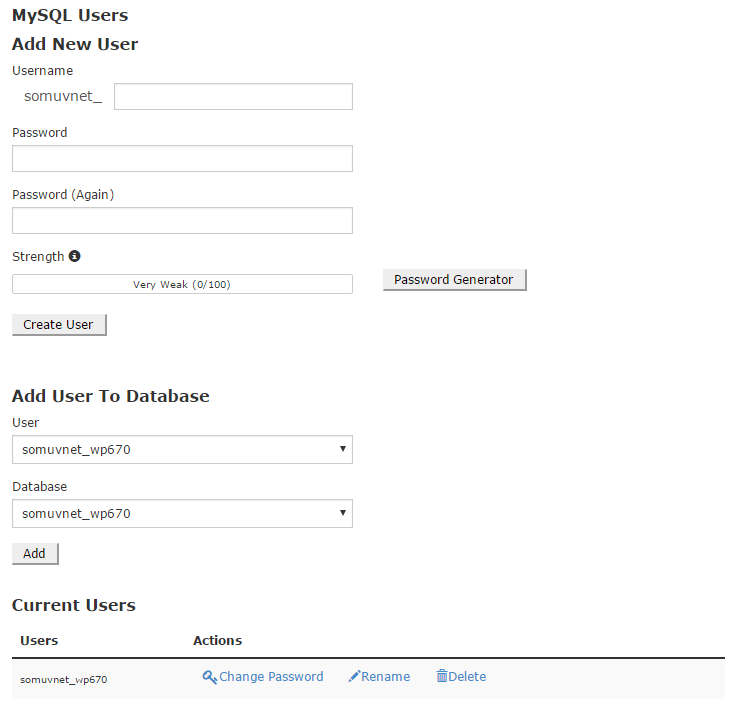 MySQL Users
Add New User
Username
somuvnet_
Password
Password (Again)
Strength
Very Weak (0/100)
Password Generator
Create User
Add User To Database
User
somuvnet_wp670
Database
somuvnet_wp670
Add
Current Users
Users Actions
somuvnet_wp670 Change Password Rename Delete